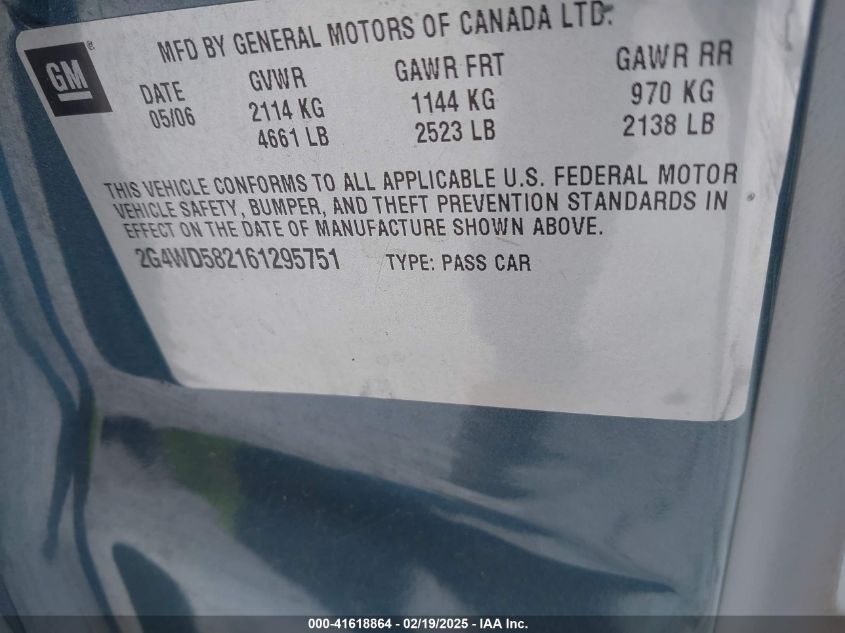 GM ®
MFD BY GENERAL MOTORS OF CANADA LTD.
DATE GVWR GAWR FRT GAWR RR
05/06 2114 KG 1144 KG 970 KG
4661 LB 2523 LB 2138 LB
THIS VEHICLE CONFORMS TO ALL APPLICABLE U.S. FEDERAL MOTOR
VEHICLE SAFETY, BUMPER, AND THEFT PREVENTION STANDARDS IN
EFFECT ON THE DATE OF MANUFACTURE SHOWN ABOVE.
2G4WD582161295751 TYPE: PASS CAR
000-41618864 - 02/19/2025 - IAA Inc.